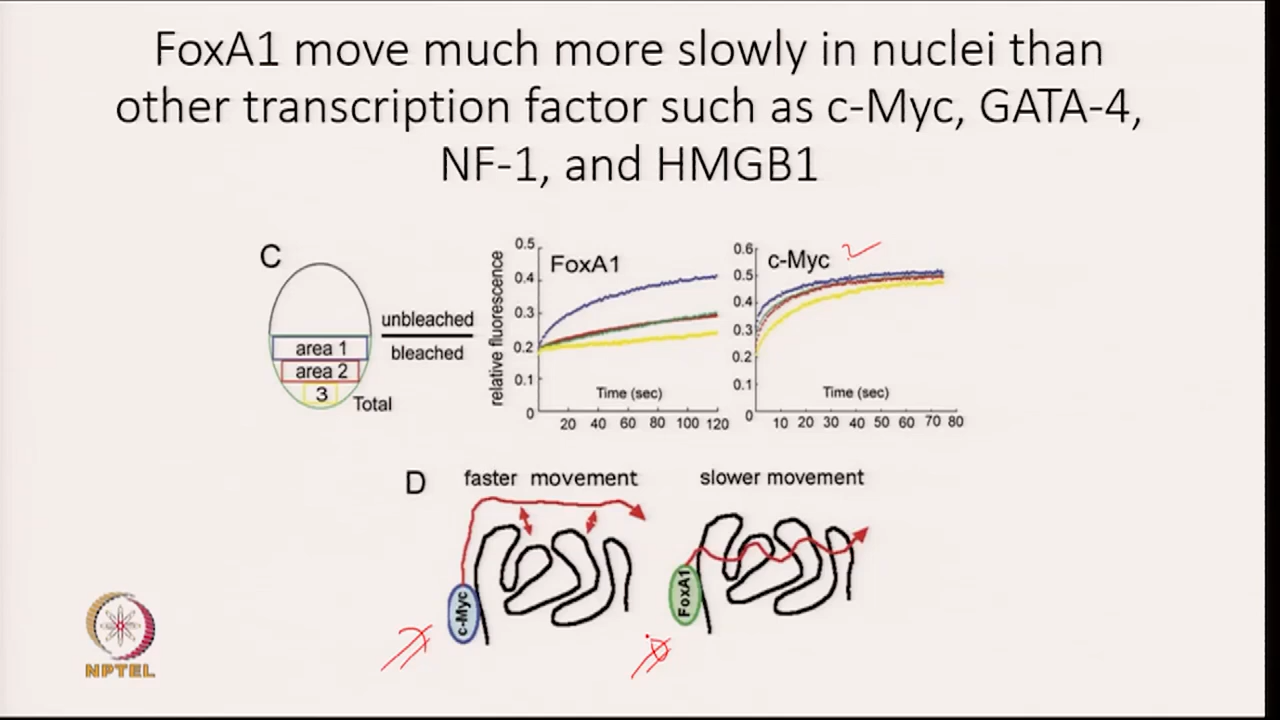 FoxA1 move much more slowly in nuclei than
other transcription factor such as c-Myc, GATA-4,
NF-1, and HMGB1
C
area 1
area 2
3
Total
unbleached
bleached
relative fluorescence
0.5
0.4
0.3
0.2
0.1
0
FoxA1
Time (sec)
20 40 60 80 100 120
0.6
0.5
0.4
0.3
0.2
0.1
0
c-Myc
Time (sec)
10 20 30 40 50 60 70 80
D
faster movement
slower movement
c-Myc
FoxA1
NPTEL